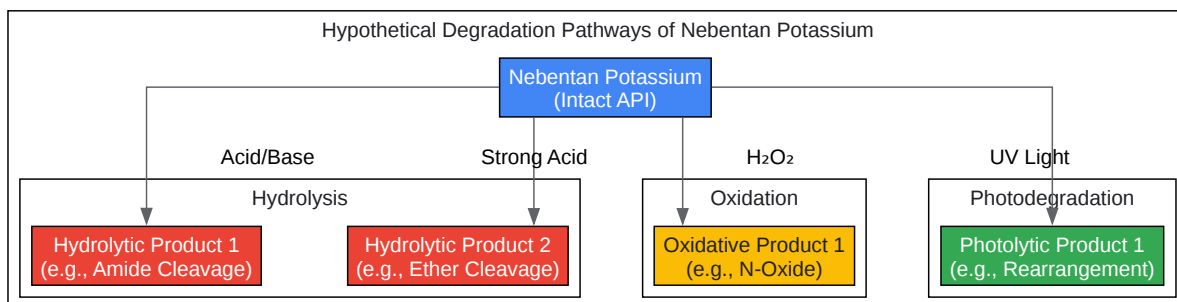 Hypothetical Degradation Pathways of Nebentan Potassium
Nebentan Potassium
(Intact API)
Acid/Base
Strong Acid
H₂O₂
UV Light
Hydrolysis
Oxidation
Photodegradation
Hydrolytic Product 1
(e.g., Amide Cleavage)
Hydrolytic Product 2
(e.g., Ether Cleavage)
Oxidative Product 1
(e.g., N-Oxide)
Photolytic Product 1
(e.g., Rearrangement)